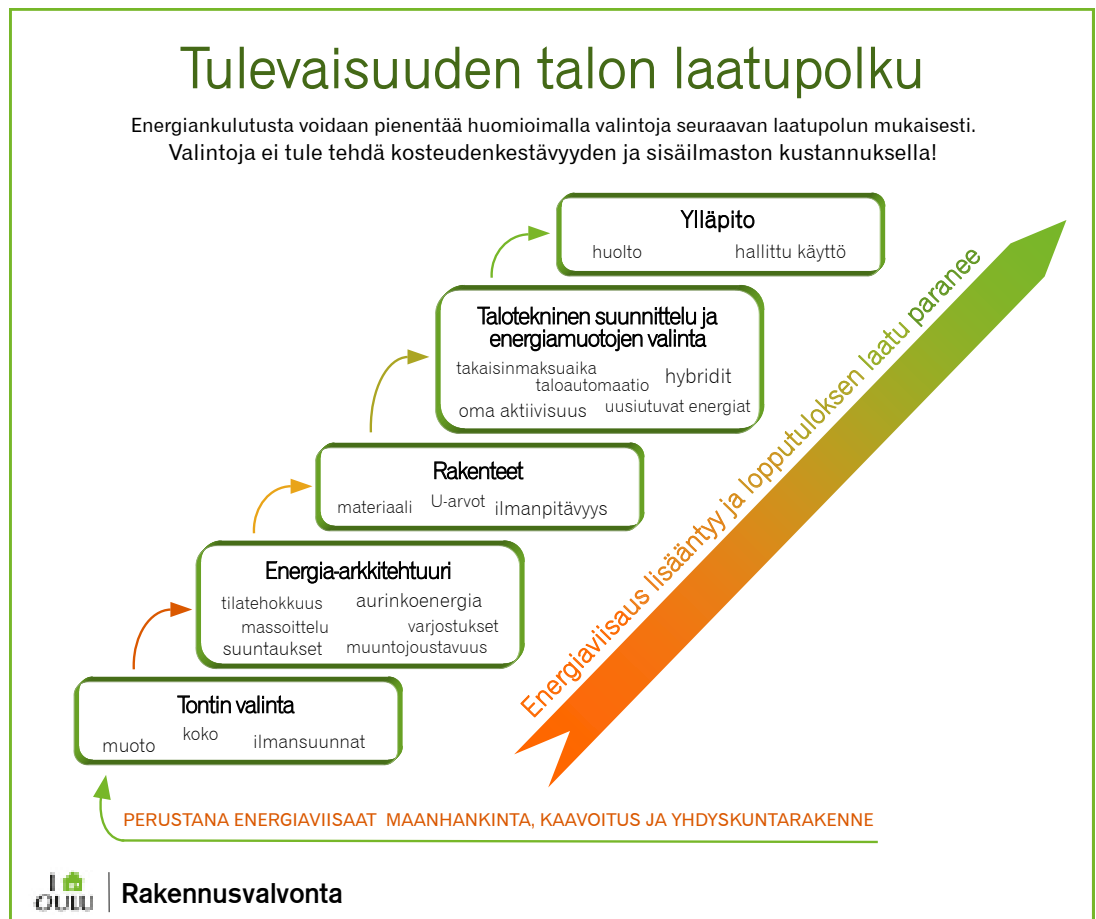 Tulevaisuuden talon laatupolku
Energiankulutusta voidaan pienentää huomioimalla valintoja seuraavan laatupolun mukaisesti.
Valintoja ei tule tehdä kosteudenkestävyyden ja sisäilmaston kustannuksella!
Ylläpito
huolto hallittu käyttö
Talotekninen suunnittelu ja
energiamuotojen valinta
takaisinmaksuaika
taloautomaatio hybridit
oma aktiivisuus uusiutuvat energiat
Rakenteet
materiaali U-arvot ilmanpitävyys
Energia-arkkitehtuuri
tilatehokkuus aurinkoenergia
massoittelu varjostukset
suuntaukset muuntojoustavuus
Tontin valinta
muoto koko ilmansuunnat
Energiaviisaus lisääntyy ja lopputuloksen laatu paranee
PERUSTANA ENERGIAVIISAAT MAANHANKINTA, KAAVOITUS JA YHDYSKUNTARAKENNE
I
OULU
Rakennusvalvonta